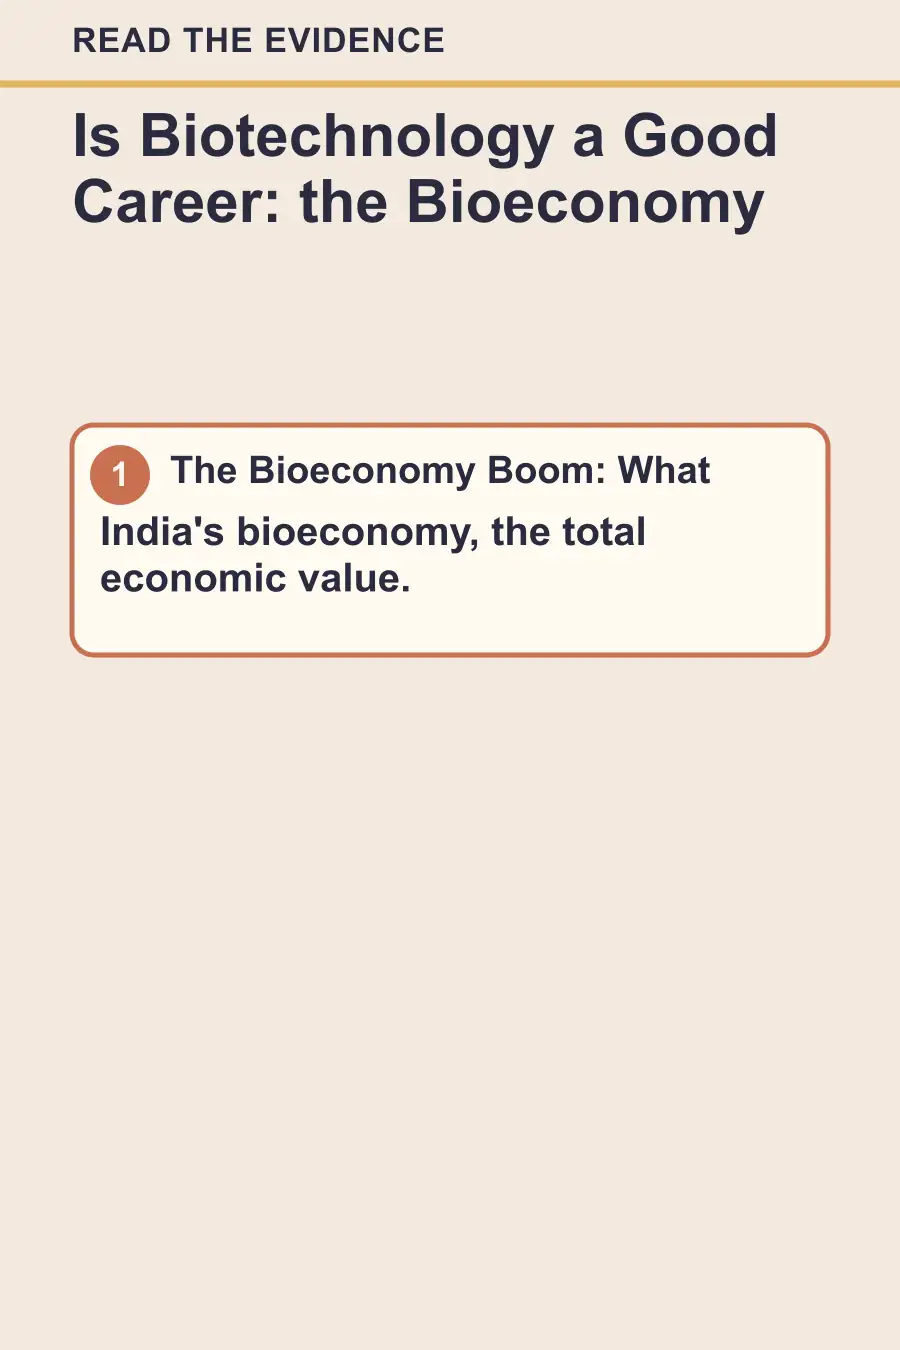 READ THE EVIDENCE
Is Biotechnology a Good
Career: the Bioeconomy
1 The Bioeconomy Boom: What
India's bioeconomy, the total
economic value.